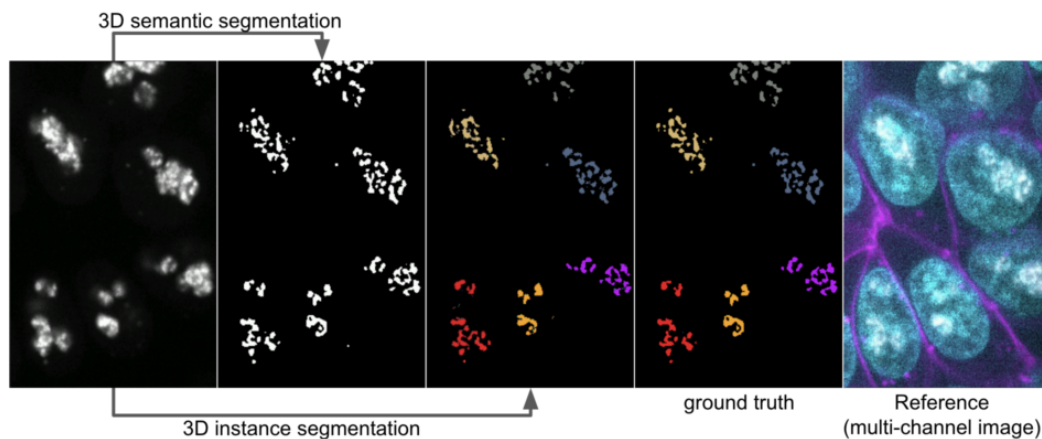 3D semantic segmentation
ground truth
Reference
(multi-channel image)
3D instance segmentation